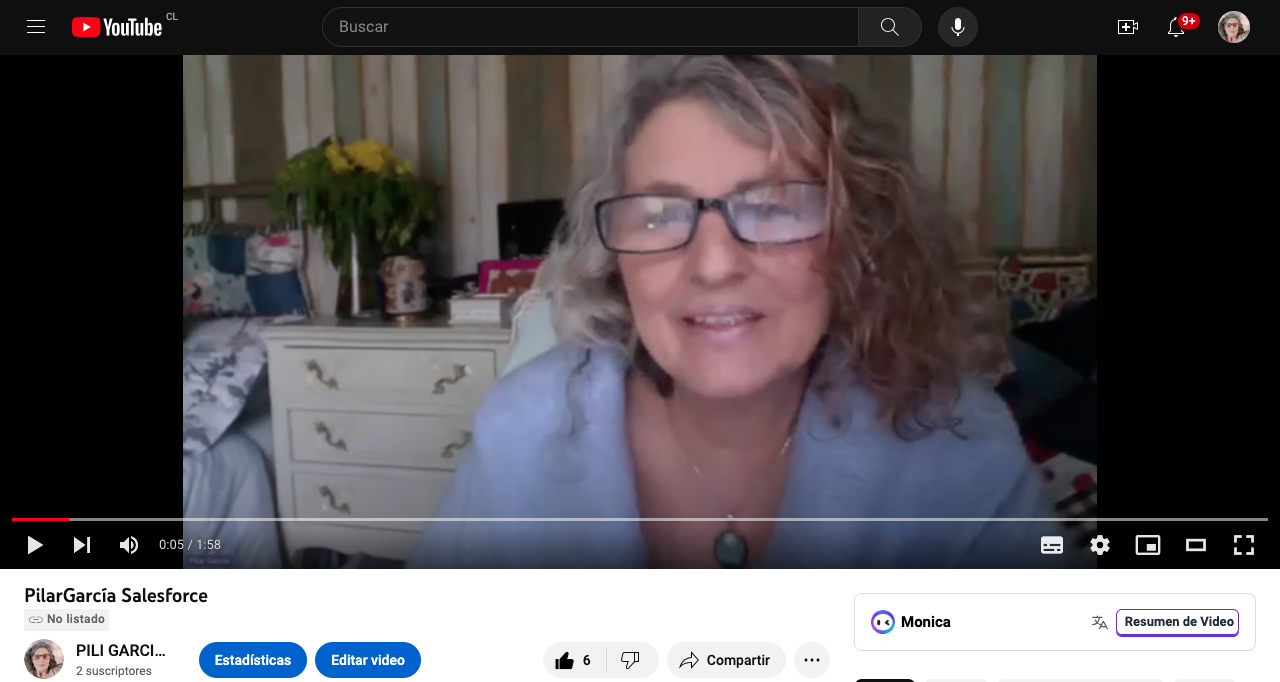 YouTube CL
Buscar
9+
0:05 / 1:58
Pilar García
PilarGarcía Salesforce
No listado
PILI GARCI...
2 suscriptores
Estadísticas
Editar video
6
Compartir
Monica
Resumen de Video